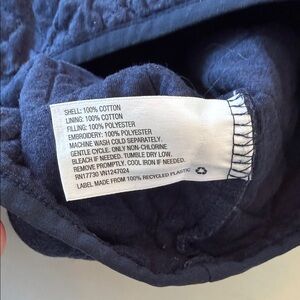 SHELL: 100% COTTON
LINING: 100% COTTON
FILLING: 100% POLYESTER
EMBROIDERY: 100% POLYESTER
MACHINE WASH COLD SEPARATELY.
GENTLE CYCLE. ONLY NON-CHLORINE
BLEACH IF NEEDED. TUMBLE DRY LOW.
REMOVE PROMPTLY. COOL IRON IF NEEDED.
RN17730 VN1247024
LABEL MADE FROM 100% RECYCLED PLASTIC